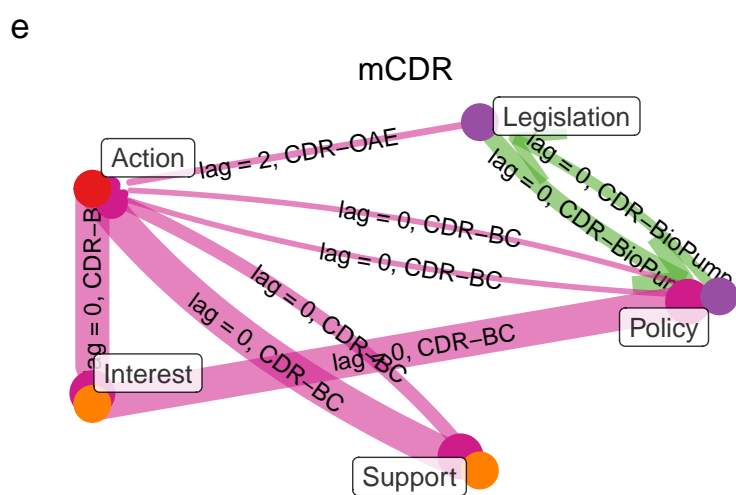 e
mCDR
Legislation
Action
lag = 2, CDR−OAE
lag = 0, CDR−BioPump
lag = 0, CDR−BioPump
lag = 0, CDR−BC
lag = 0, CDR−BC
lag = 0, CDR−BC
lag = 0, CDR−BC
lag = 0, CDR−BC
lag = 0, CDR−B
Policy
Interest
Support